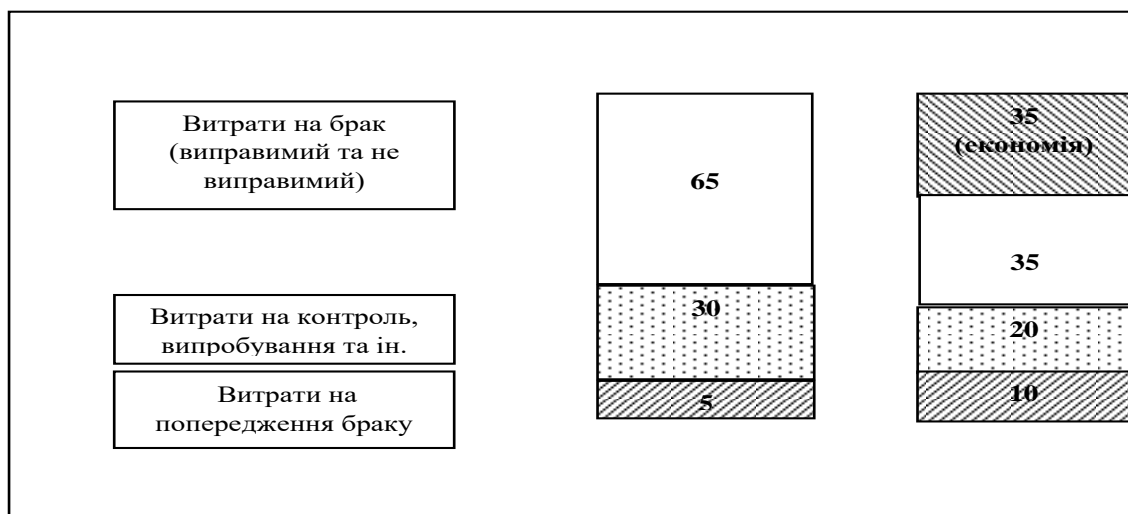 Витрати на брак
(виправимий та не
виправимий)
65
35
(економія)
35
Витрати на контроль,
випробування та ін.
30
20
Витрати на
попередження браку
5
10